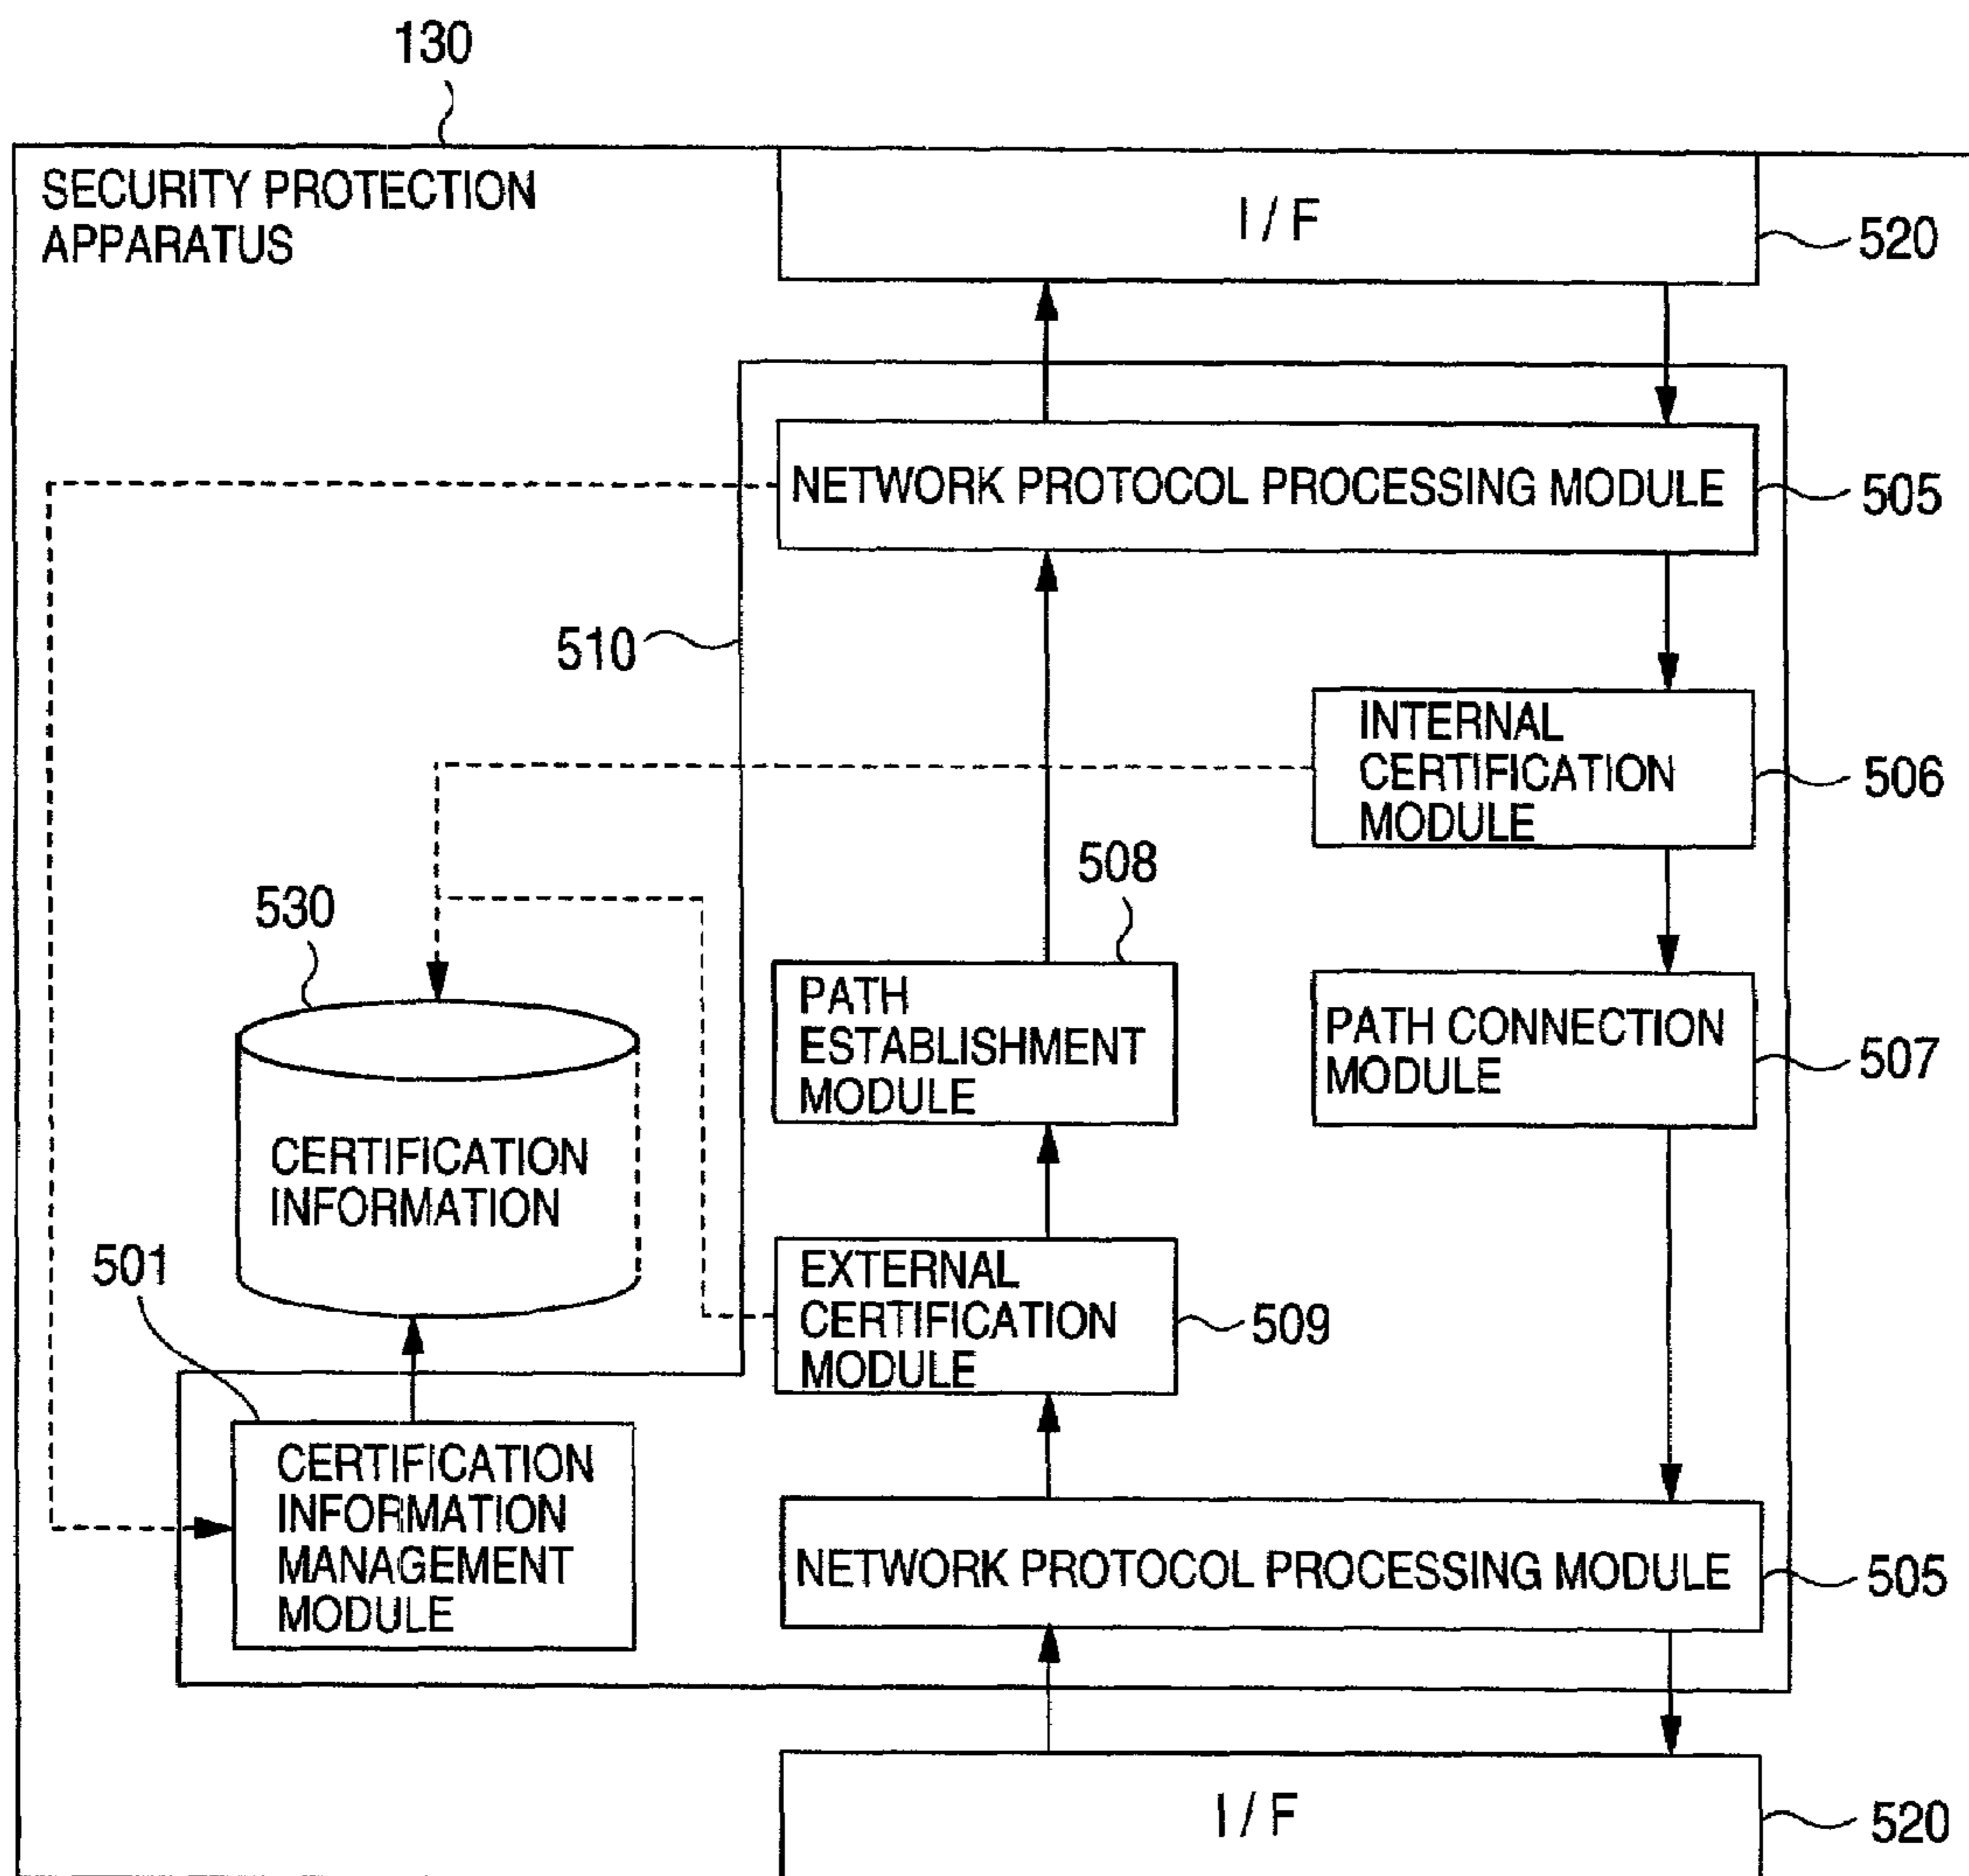 130
SECURITY PROTECTION
APPARATUS
I / F
520
NETWORK PROTOCOL PROCESSING MODULE
505
510
INTERNAL
CERTIFICATION
MODULE
506
508
530
PATH
ESTABLISHMENT
MODULE
PATH CONNECTION
MODULE
507
CERTIFICATION
INFORMATION
501
EXTERNAL
CERTIFICATION
MODULE
509
CERTIFICATION
INFORMATION
MANAGEMENT
MODULE
NETWORK PROTOCOL PROCESSING MODULE
505
I / F
520